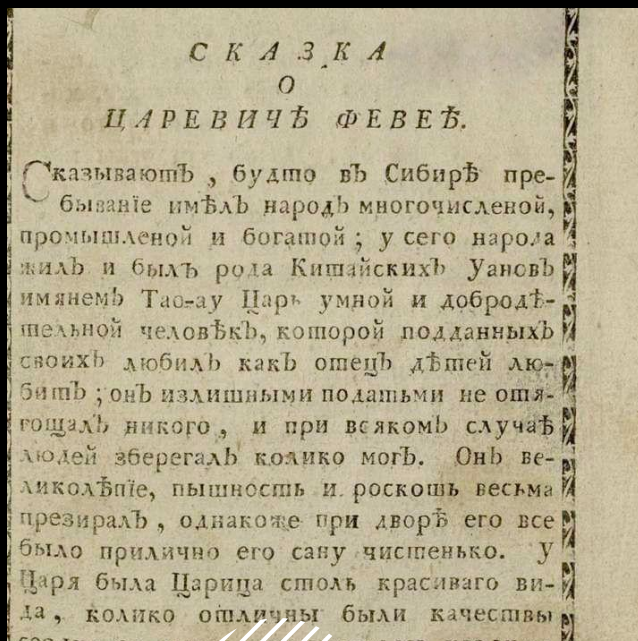 СКАЗКА
О
ЦАРЕВИЧѢ ФЕВЕѢ.
Сказываютъ, будто въ Сибирѣ пре-
бываніе имѣлъ народъ многочисленой,
промышленой и богатой; у сего народа
жилъ и былъ рода Китайскихъ Уановъ
имянемъ Тао-ау Царь умной и добродѣ-
тельной человѣкъ, которой подданныхъ
своихъ любилъ какъ отецъ дѣтей лю-
битъ; онъ излишными податьми не отя-
гощалъ никого, и при всякомъ случаѣ
людей зберегалъ колико могъ. Онъ ве-
ликолѣпіе, пышность и роскошь весьма
презиралъ, однакоже при дворѣ его все
было прилично его сану чистенько. У
Царя была Царица столь красиваго ви-
да, колико отличны были качествы